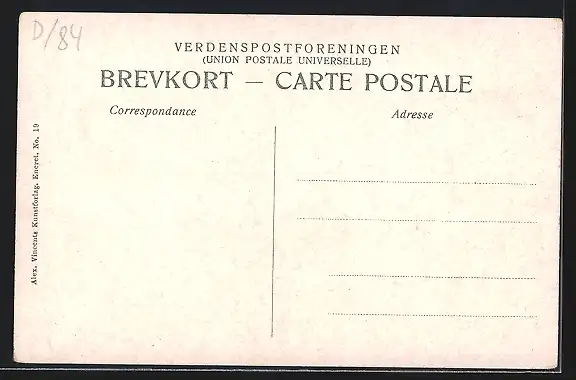 D/84
VERDENSPOSTFORENINGEN
(UNION POSTALE UNIVERSELLE)
BREVKORT — CARTE POSTALE
Correspondance
Adresse
Alex. Vincents Kunstforlag. Eneret. No. 19